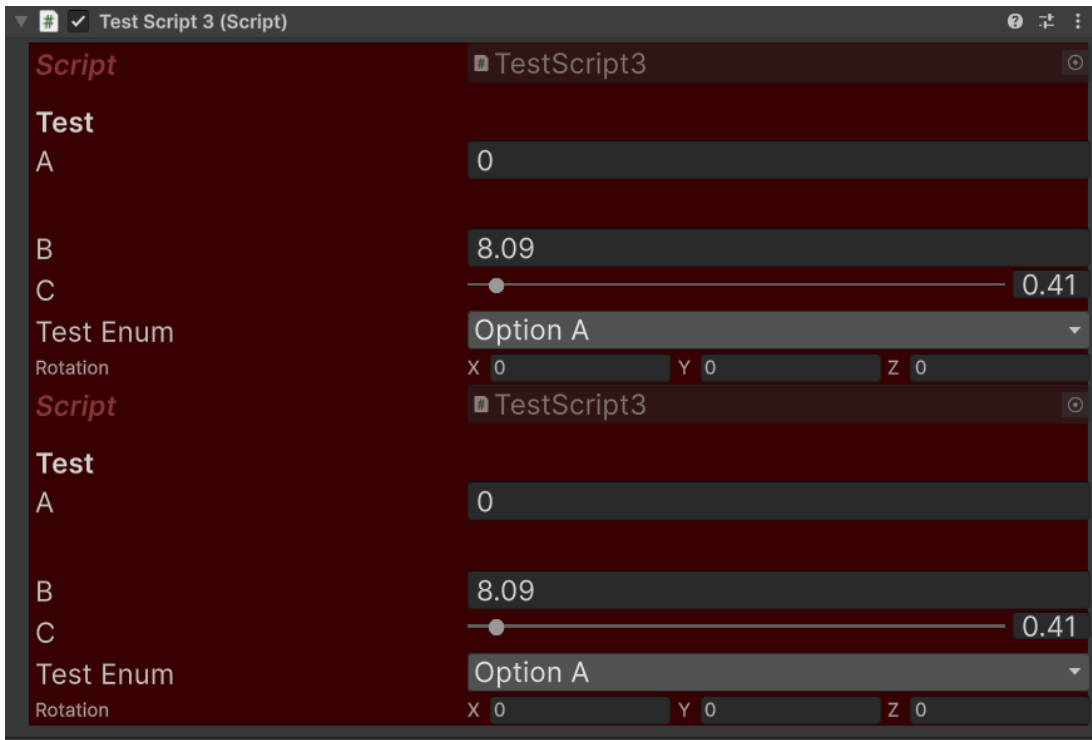 # Test Script 3 (Script)
Script # TestScript3
Test
A 0
B 8.09
C 0.41
Test Enum Option A
Rotation X 0 Y 0 Z 0
Script # TestScript3
Test
A 0
B 8.09
C 0.41
Test Enum Option A
Rotation X 0 Y 0 Z 0